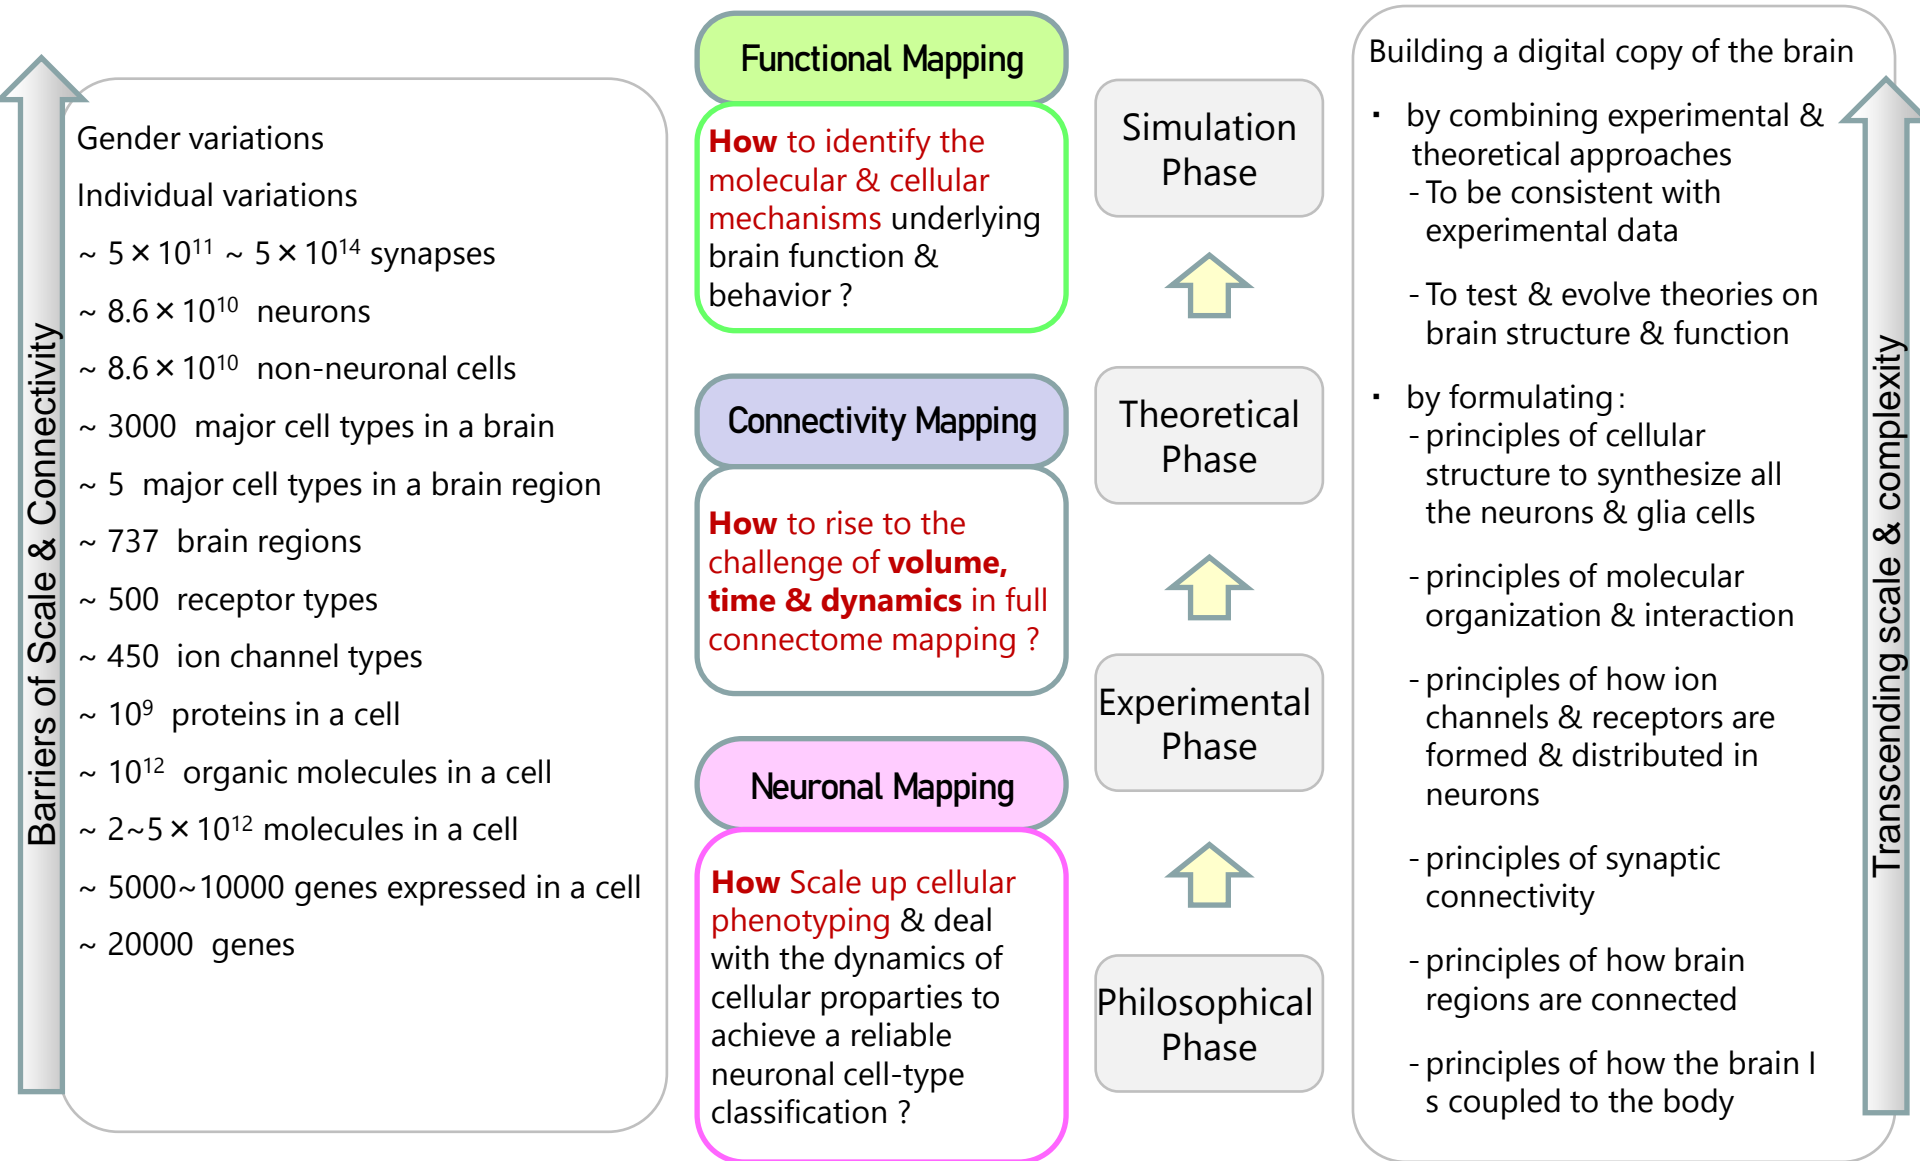 Barriers of Scale & Connectivity
Gender variations
Individual variations
~ 5 × 10¹¹ ~ 5 × 10¹⁴ synapses
~ 8.6 × 10¹⁰ neurons
~ 8.6 × 10¹⁰ non-neuronal cells
~ 3000 major cell types in a brain
~ 5 major cell types in a brain region
~ 737 brain regions
~ 500 receptor types
~ 450 ion channel types
~ 10⁹ proteins in a cell
~ 10¹² organic molecules in a cell
~ 2~5 × 10¹² molecules in a cell
~ 5000~10000 genes expressed in a cell
~ 20000 genes
Functional Mapping
How to identify the
molecular & cellular
mechanisms underlying
brain function &
behavior ?
Connectivity Mapping
How to rise to the
challenge of volume,
time & dynamics in full
connectome mapping ?
Neuronal Mapping
How Scale up cellular
phenotyping & deal
with the dynamics of
cellular proparties to
achieve a reliable
neuronal cell-type
classification ?
Simulation
Phase
Theoretical
Phase
Experimental
Phase
Philosophical
Phase
Building a digital copy of the brain
・ by combining experimental &
theoretical approaches
- To be consistent with
experimental data
- To test & evolve theories on
brain structure & function
・ by formulating :
- principles of cellular
structure to synthesize all
the neurons & glia cells
- principles of molecular
organization & interaction
- principles of how ion
channels & receptors are
formed & distributed in
neurons
- principles of synaptic
connectivity
- principles of how brain
regions are connected
- principles of how the brain I
s coupled to the body
Transcending scale & complexity